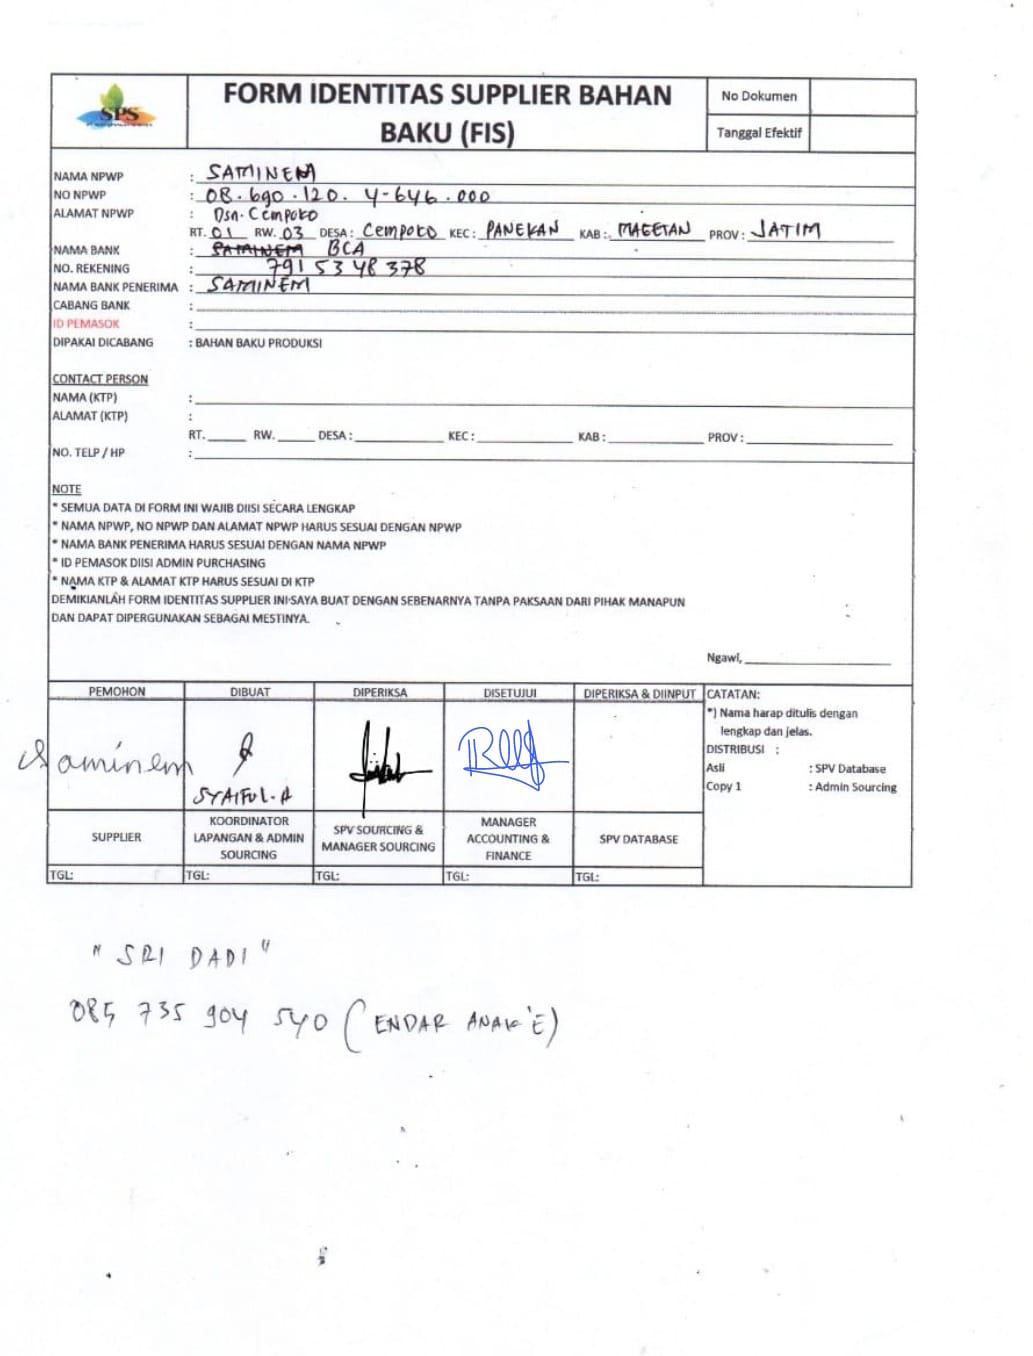 SPS
FORM IDENTITAS SUPPLIER BAHAN
BAKU (FIS)
No Dokumen
Tanggal Efektif
NAMA NPWP : SAMINEM
NO NPWP : 08.690.120.4-646.000
ALAMAT NPWP : Dsn. Cempoko
RT. 01 RW. 03 DESA : Cempoko KEC : PANEKAN KAB : MAGETAN PROV : JATIM
NAMA BANK : SAMINEM BCA
NO. REKENING : 791 5348 378
NAMA BANK PENERIMA : SAMINEM
CABANG BANK :
ID PEMASOK :
DIPAKAI DICABANG : BAHAN BAKU PRODUKSI
CONTACT PERSON
NAMA (KTP) :
ALAMAT (KTP) :
RT. RW. DESA : KEC : KAB : PROV :
NO. TELP / HP :
NOTE
* SEMUA DATA DI FORM INI WAJIB DIISI SECARA LENGKAP
* NAMA NPWP, NO NPWP DAN ALAMAT NPWP HARUS SESUAI DENGAN NPWP
* NAMA BANK PENERIMA HARUS SESUAI DENGAN NAMA NPWP
* ID PEMASOK DIISI ADMIN PURCHASING
* NAMA KTP & ALAMAT KTP HARUS SESUAI DI KTP
DEMIKIANLAH FORM IDENTITAS SUPPLIER INI SAYA BUAT DENGAN SEBENARNYA TANPA PAKSAAN DARI PIHAK MANAPUN
DAN DAPAT DIPERGUNAKAN SEBAGAI MESTINYA.
Ngawi,
PEMOHON DIBUAT DIPERIKSA DISETUJUI DIPERIKSA & DIINPUT CATATAN:
*) Nama harap ditulis dengan
lengkap dan jelas.
DISTRIBUSI :
Asli : SPV Database
Copy 1 : Admin Sourcing
Saminem
SYAIFUL.A
SUPPLIER
KOORDINATOR
LAPANGAN & ADMIN
SOURCING
SPV SOURCING &
MANAGER SOURCING
MANAGER
ACCOUNTING &
FINANCE
SPV DATABASE
TGL: TGL: TGL: TGL: TGL:
"SRI DADI"
085 735 904 540 (ENDAR ANAK'E)